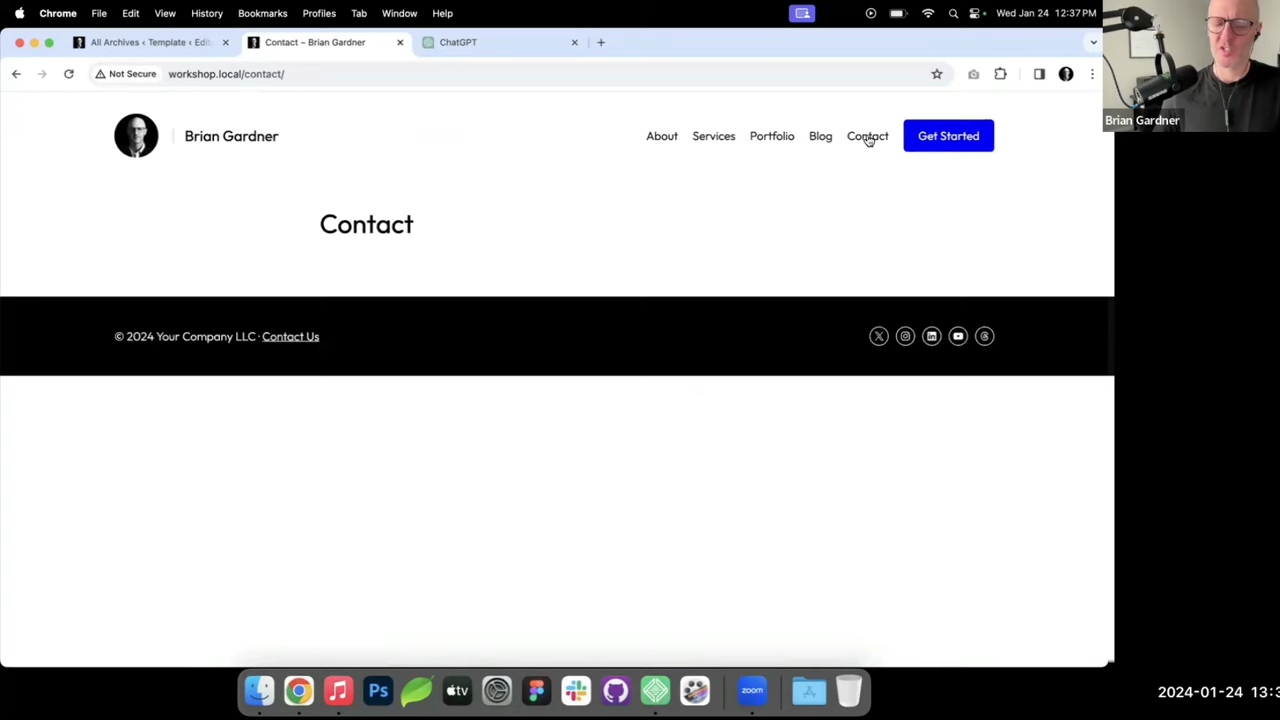 Chrome File Edit View History Bookmarks Profiles Tab Window Help Wed Jan 24 12:37 PM
All Archives ‹ Template ‹ Edit Contact – Brian Gardner ChatGPT
Not Secure workshop.local/contact/
Brian Gardner
Brian Gardner About Services Portfolio Blog Contact Get Started
Contact
© 2024 Your Company LLC · Contact Us
Ps tv zoom
2024-01-24 13:3